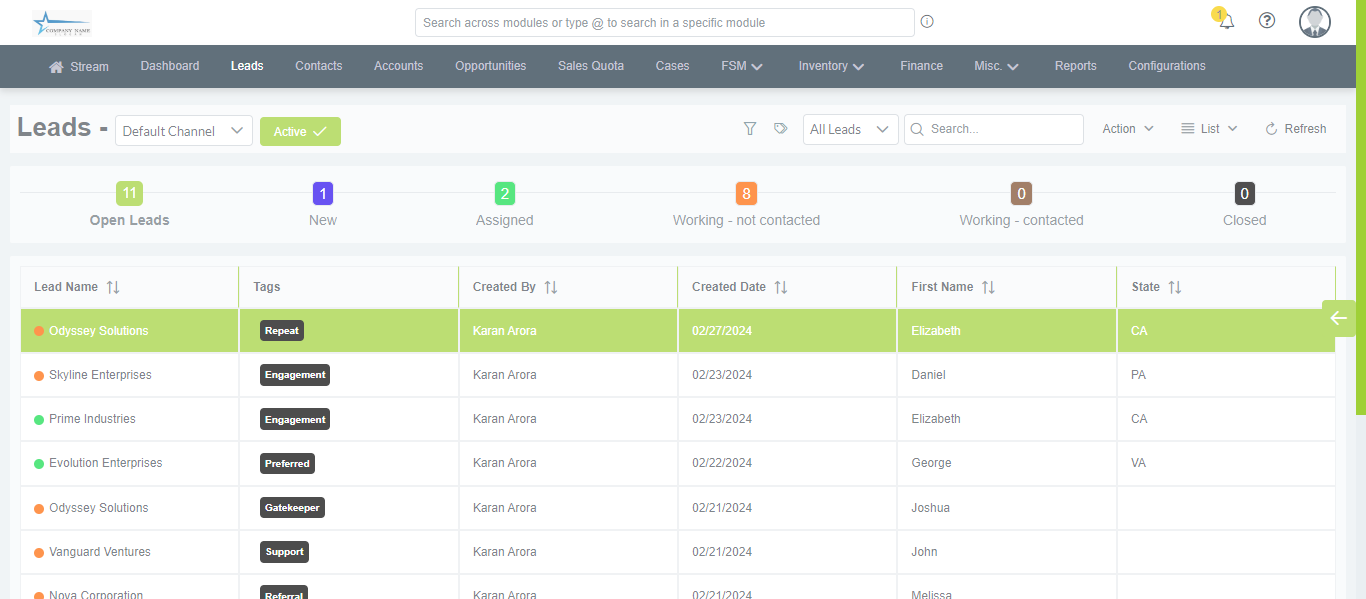 COMPANY NAME
Search across modules or type @ to search in a specific module
1
Stream Dashboard Leads Contacts Accounts Opportunities Sales Quota Cases FSM Inventory Finance Misc. Reports Configurations
Leads - Default Channel Active All Leads Search... Action List Refresh
11 1 2 8 0 0
Open Leads New Assigned Working - not contacted Working - contacted Closed
Lead Name Tags Created By Created Date First Name State
Odyssey Solutions Repeat Karan Arora 02/27/2024 Elizabeth CA
Skyline Enterprises Engagement Karan Arora 02/23/2024 Daniel PA
Prime Industries Engagement Karan Arora 02/23/2024 Elizabeth CA
Evolution Enterprises Preferred Karan Arora 02/22/2024 George VA
Odyssey Solutions Gatekeeper Karan Arora 02/21/2024 Joshua
Vanguard Ventures Support Karan Arora 02/21/2024 John
Nova Corporation Referral Karan Arora 02/21/2024 Melissa